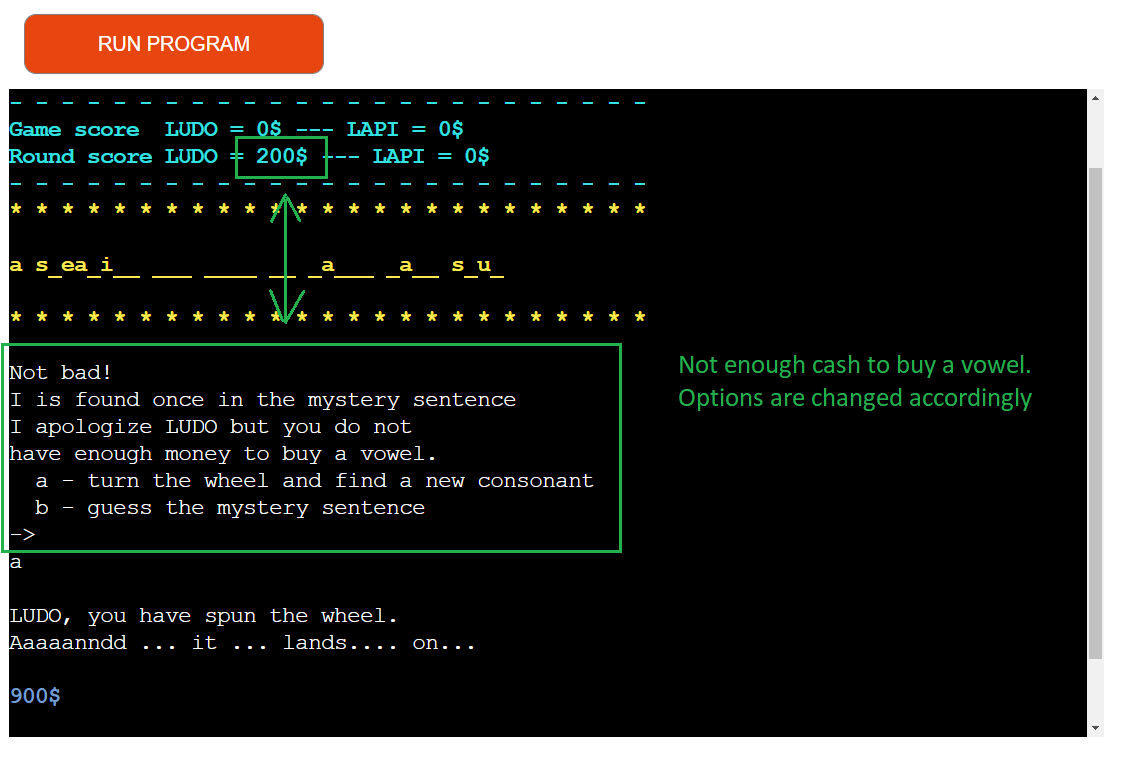 RUN PROGRAM
- - - - - - - - - - - - - - - - - - - - - - - - -
Game score  LUDO = 0$ --- LAPI = 0$
Round score LUDO = 200$ --- LAPI = 0$
- - - - - - - - - - - - - - - - - - - - - - - - -
* * * * * * * * * * * * * * * * * * * * * * * * *
a s_ea_i__ ___ ____ __ _a___ _a__ s_u_
* * * * * * * * * * * * * * * * * * * * * * * * *
Not bad!
I is found once in the mystery sentence
I apologize LUDO but you do not
have enough money to buy a vowel.
a - turn the wheel and find a new consonant
b - guess the mystery sentence
->
a
LUDO, you have spun the wheel.
Aaaaanndd ... it ... lands.... on...
900$
Not enough cash to buy a vowel.
Options are changed accordingly